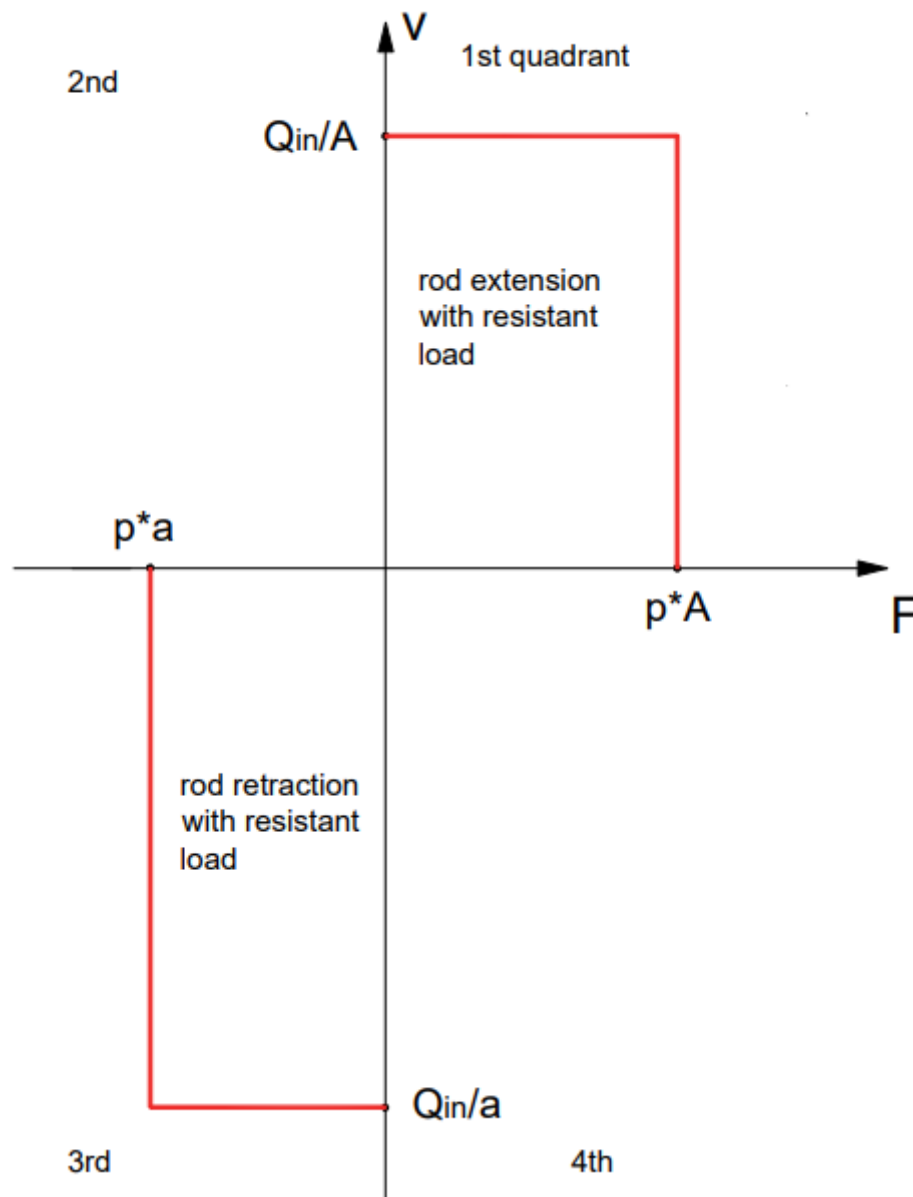 v
1st quadrant
2nd
Qin/A
rod extension
with resistant
load
p*a
p*A
F
rod retraction
with resistant
load
Qin/a
3rd
4th